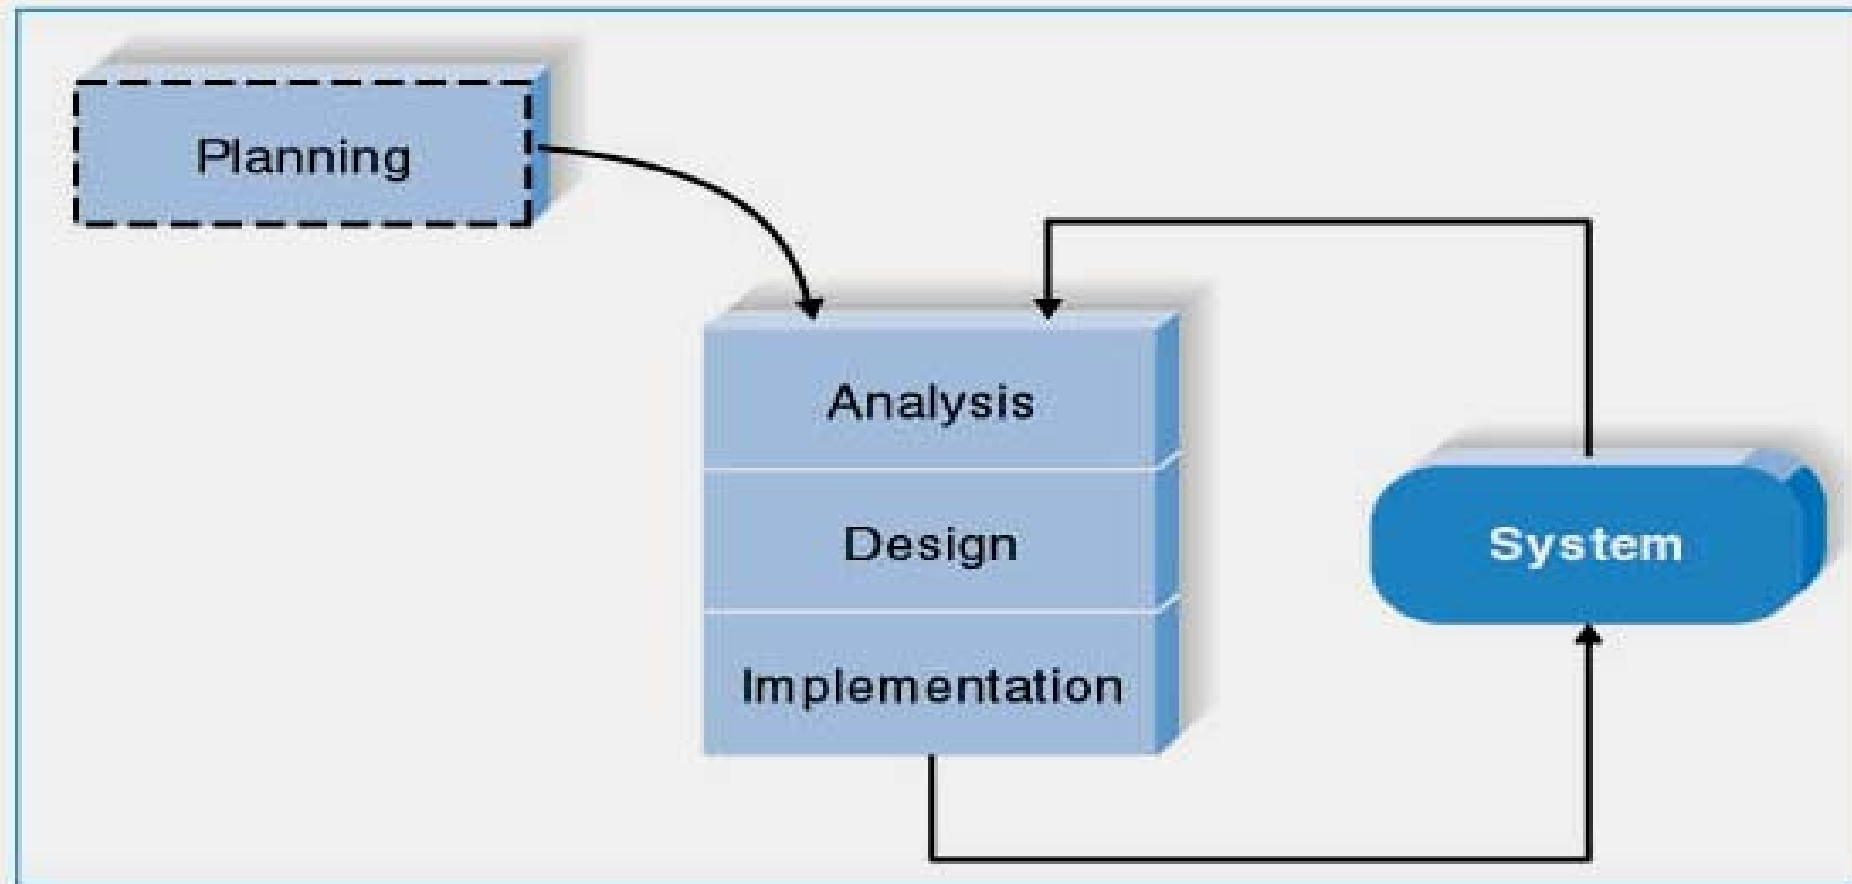 Planning
Analysis
Design
Implementation
System